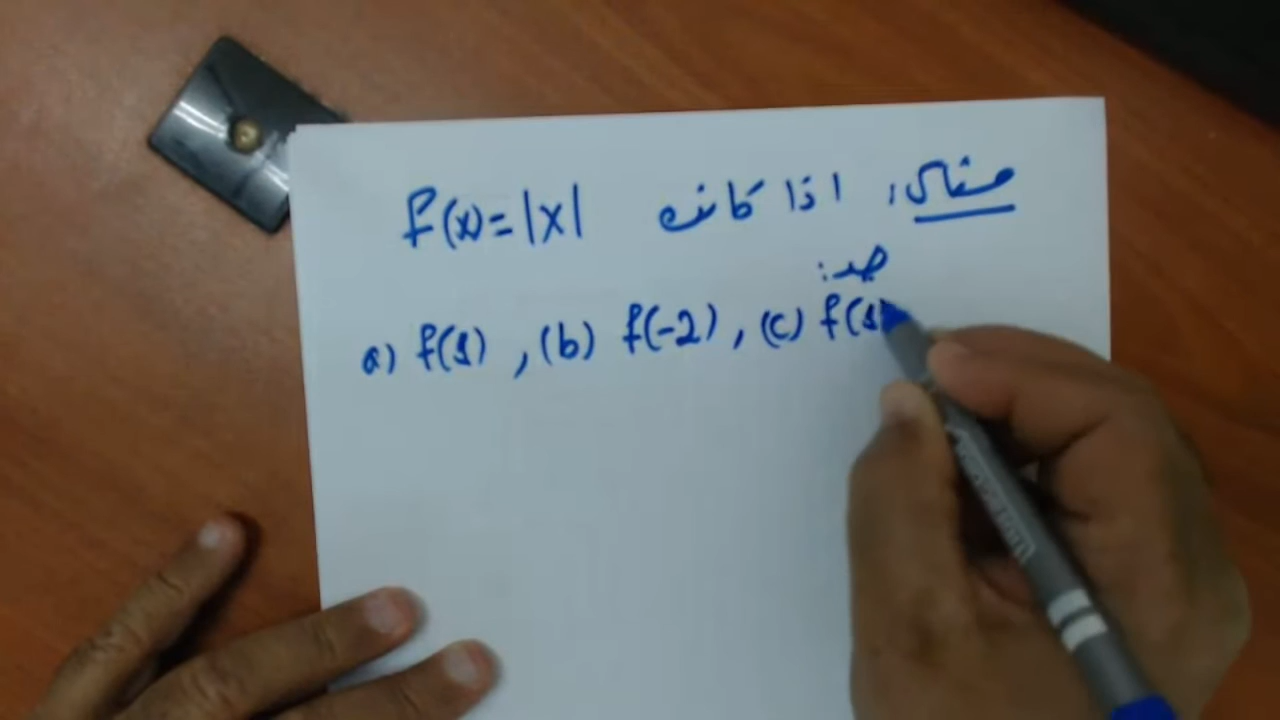 مثال, اذا كانت f(x)=|x|
جد:
a) f(1) , (b) f(-2) , (c) f(